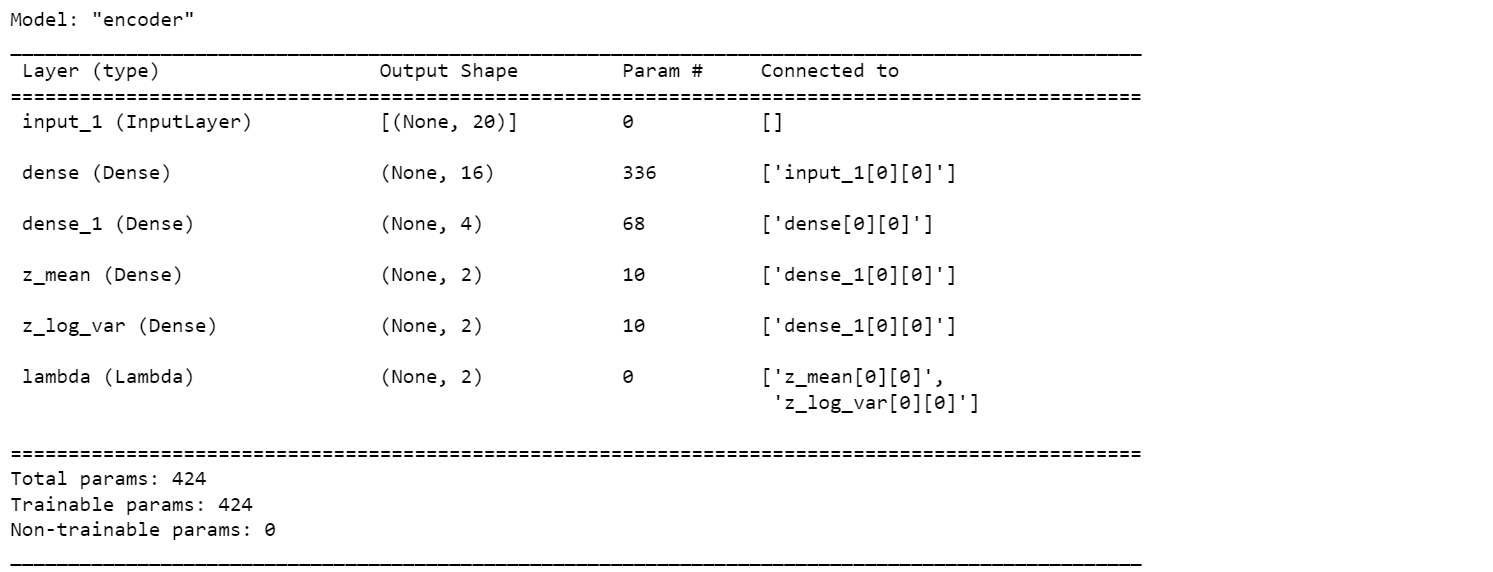 Model: "encoder"
Layer (type) Output Shape Param # Connected to
input_1 (InputLayer) [(None, 20)] 0 []
dense (Dense) (None, 16) 336 ['input_1[0][0]']
dense_1 (Dense) (None, 4) 68 ['dense[0][0]']
z_mean (Dense) (None, 2) 10 ['dense_1[0][0]']
z_log_var (Dense) (None, 2) 10 ['dense_1[0][0]']
lambda (Lambda) (None, 2) 0 ['z_mean[0][0]',
'z_log_var[0][0]']
Total params: 424
Trainable params: 424
Non-trainable params: 0